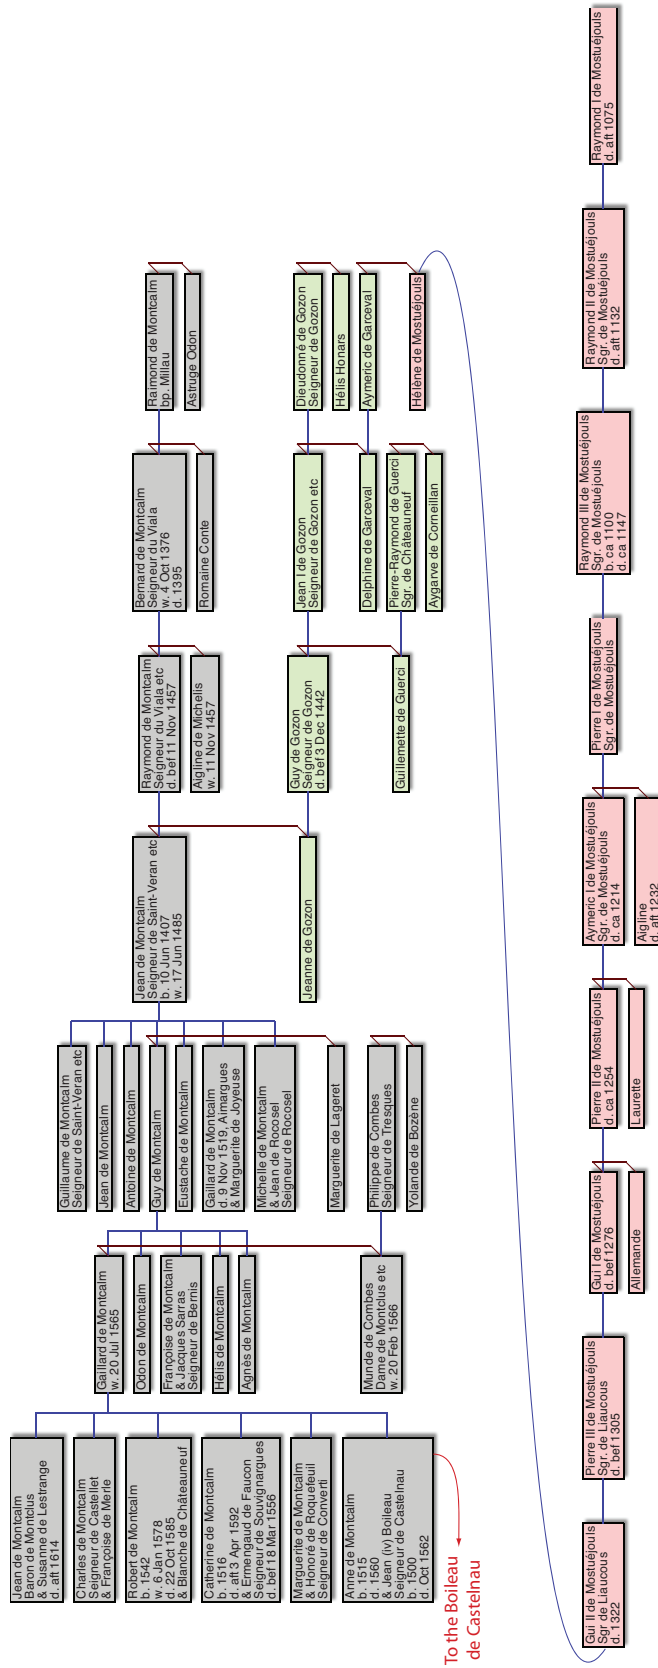 Jean de Montcalm
Baron de Montclus
& Susanne de Lestrange
d. aft 1614
Charles de Montcalm
Seigneur de Castellet
& Françoise de Merle
Robert de Montcalm
b. 1542
w. 6 Jan 1578
d. 22 Oct 1585
& Blanche de Châteauneuf
Catherine de Montcalm
b. 1516
d. aft 3 Apr 1592
& Ermengaud de Faucon
Seigneur de Souvignargues
d. bef 18 Mar 1556
Marguerite de Montcalm
& Honoré de Roquefeuil
Seigneur de Converti
Anne de Montcalm
b. 1515
d. 1560
& Jean (iv) Boileau
Seigneur de Castelnau
b. 1500
d. Oct 1562
To the Boileau
de Castelnau
Gaillard de Montcalm
w. 20 Jul 1565
Odon de Montcalm
Françoise de Montcalm
& Jacques Sarras
Seigneur de Bernis
Hélis de Montcalm
Agnès de Montcalm
Munde de Combes
Dame de Montclus etc
w. 20 Feb 1566
Guillaume de Montcalm
Seigneur de Saint-Veran etc
Jean de Montcalm
Antoine de Montcalm
Guy de Montcalm
Eustache de Montcalm
Gaillard de Montcalm
d. 9 Nov 1519, Aimargues
& Marguerite de Joyeuse
Michelle de Montcalm
& Jean de Rocosel
Seigneur de Rocosel
Marguerite de Lageret
Philippe de Combes
Seigneur de Tresques
Yolande de Bozène
Jean de Montcalm
Seigneur de Saint-Veran etc
b. 10 Jun 1407
w. 17 Jun 1485
Jeanne de Gozon
Raymond de Montcalm
Seigneur du Viala etc
d. bef 11 Nov 1457
Aigline de Michelis
w. 11 Nov 1457
Guy de Gozon
Seigneur de Gozon
d. bef 3 Dec 1442
Guillemette de Guerci
Bernard de Montcalm
Seigneur du Viala
w. 4 Oct 1376
d. 1395
Romaine Conte
Jean I de Gozon
Seigneur de Gozon etc
Delphine de Garceval
Pierre-Raymond de Guerci
Sgr. de Châteauneuf
Aygarve de Corneillan
Raimond de Montcalm
bp. Millau
Astruge Odon
Dieudonné de Gozon
Seigneur de Gozon
Hélis Honars
Aymeric de Garceval
Hélène de Mostuéjouls
Gui II de Mostuéjouls
Sgr de Liaucous
d. 1322
Pierre III de Mostuéjouls
Sgr. de Liaucous
d. bef 1305
Gui I de Mostuéjouls
d. bef 1276
Allemande
Pierre II de Mostuéjouls
d. ca 1254
Laurette
Aymeric I de Mostuéjouls
Sgr. de Mostuéjouls
d. ca 1214
Aigline
d. aft 1232
Pierre I de Mostuéjouls
Sgr. de Mostuéjouls
Raymond III de Mostuéjouls
Sgr. de Mostuéjouls
b. ca 1100
d. ca 1147
Raymond II de Mostuéjouls
Sgr. de Mostuéjouls
d. aft 1132
Raymond I de Mostuéjouls
d. aft 1075